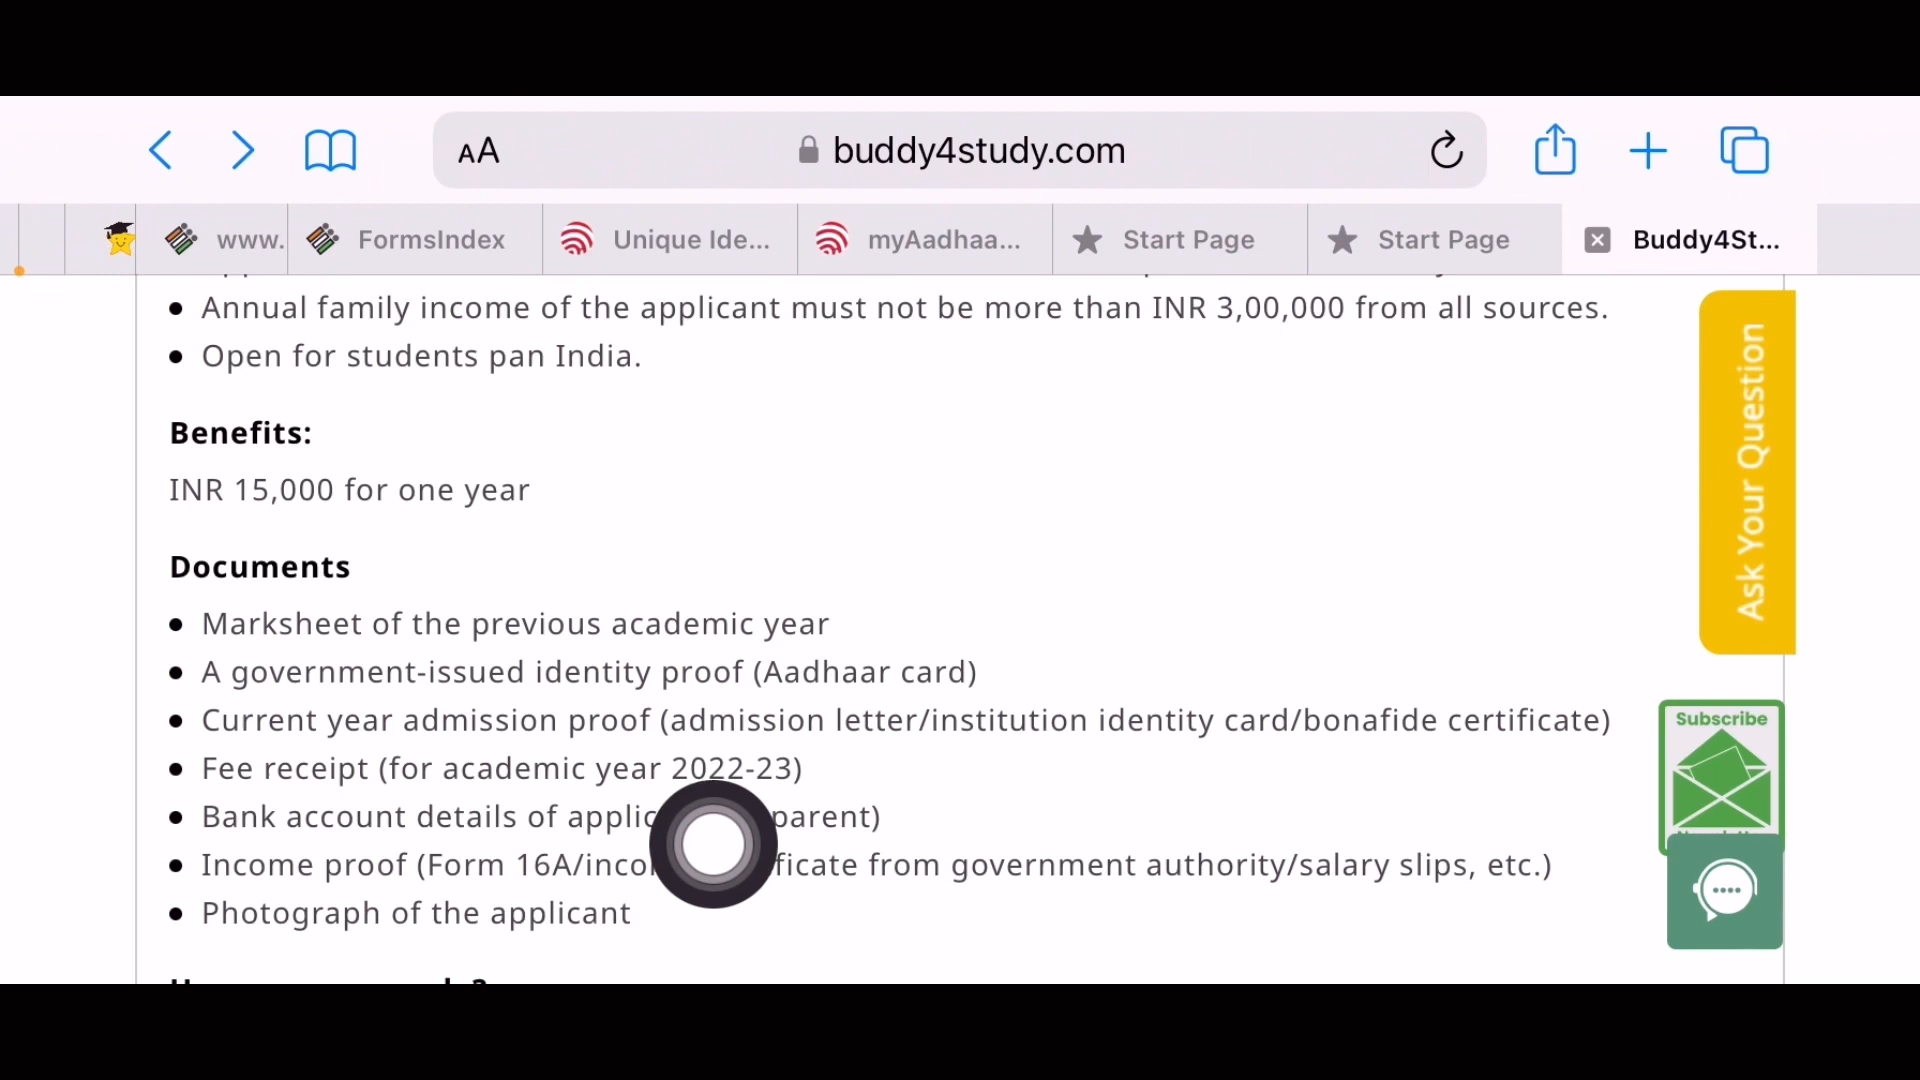 AA buddy4study.com
www. FormsIndex Unique Ide... myAadhaa... Start Page Start Page Buddy4St...
Annual family income of the applicant must not be more than INR 3,00,000 from all sources.
Open for students pan India.
Benefits:
INR 15,000 for one year
Documents
Marksheet of the previous academic year
A government-issued identity proof (Aadhaar card)
Current year admission proof (admission letter/institution identity card/bonafide certificate)
Fee receipt (for academic year 2022-23)
Bank account details of parent)
Income proof (Form from government authority/salary slips, etc.)
Photograph of the applicant
Ask Your Question
Subscribe